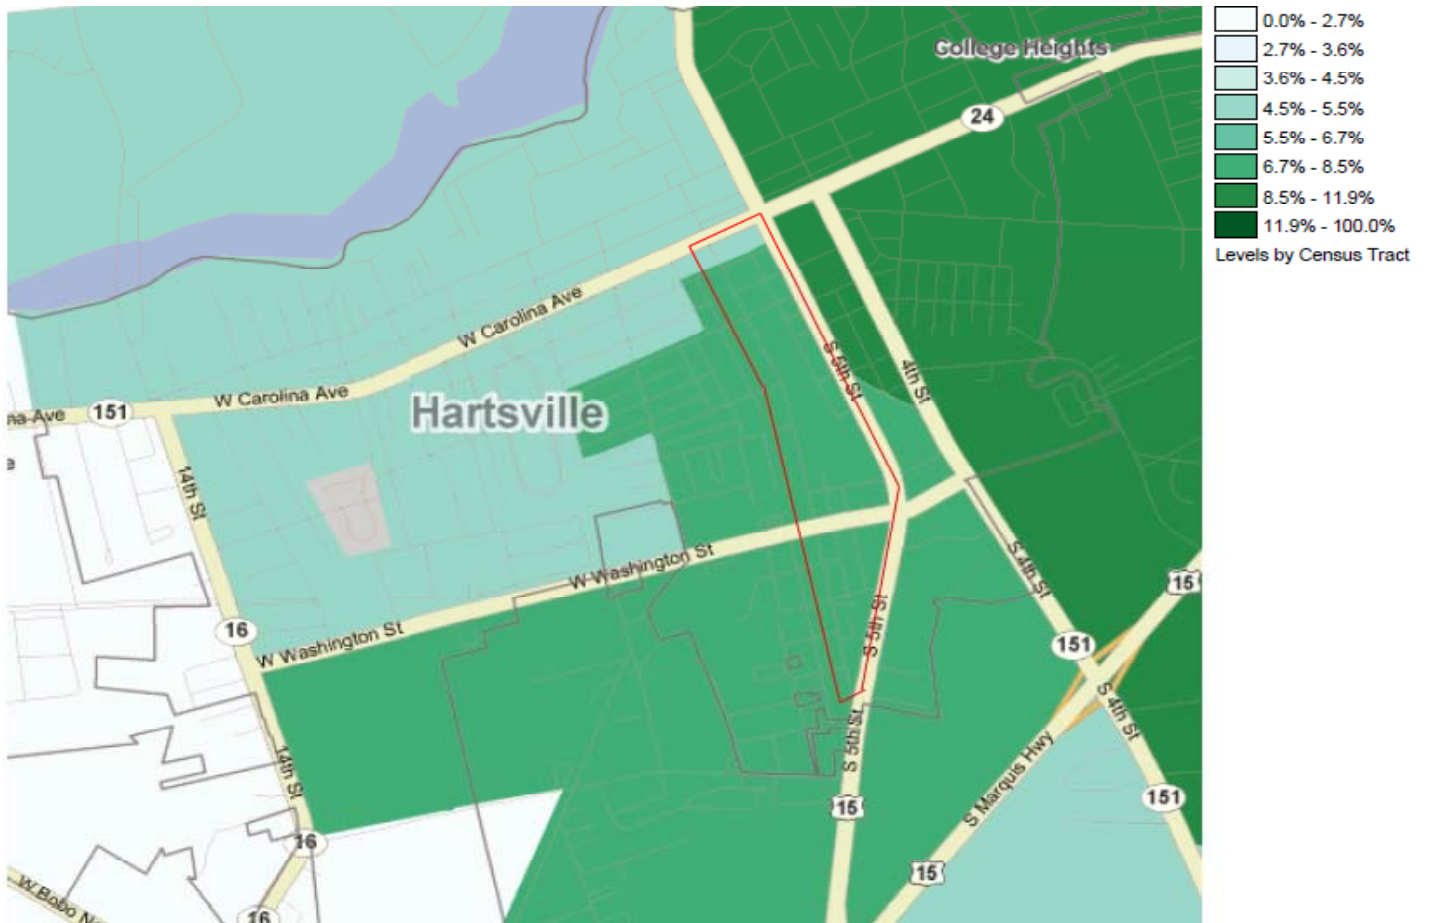 College Heights
24
W Carolina Ave
W Carolina Ave
na Ave
151
Hartsville
e
14th St
S 5th St
4th St
W Washington St
W Washington St
16
S 4th St
15
S 5th St
151
S 4th St
S 5th St
14th St
S Marquis Hwy
15
151
16
15
W Bobo N
16
0.0% - 2.7%
2.7% - 3.6%
3.6% - 4.5%
4.5% - 5.5%
5.5% - 6.7%
6.7% - 8.5%
8.5% - 11.9%
11.9% - 100.0%
Levels by Census Tract